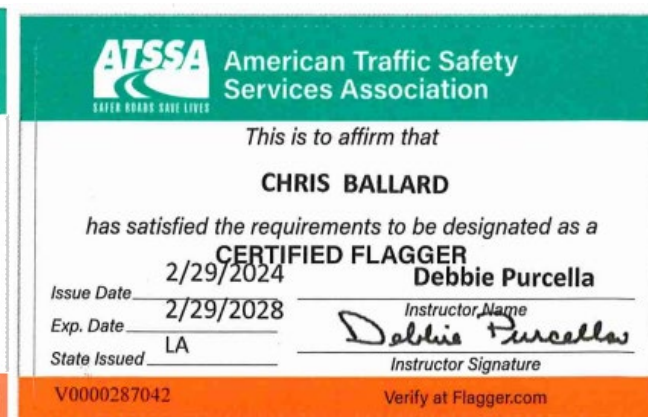 ATSSA
SAFER ROADS SAVE LIVES
American Traffic Safety
Services Association
This is to affirm that
CHRIS BALLARD
has satisfied the requirements to be designated as a
CERTIFIED FLAGGER
Issue Date 2/29/2024
Exp. Date 2/29/2028
State Issued LA
Debbie Purcella
Instructor Name
Debbie Purcella
Instructor Signature
V0000287042
Verify at Flagger.com